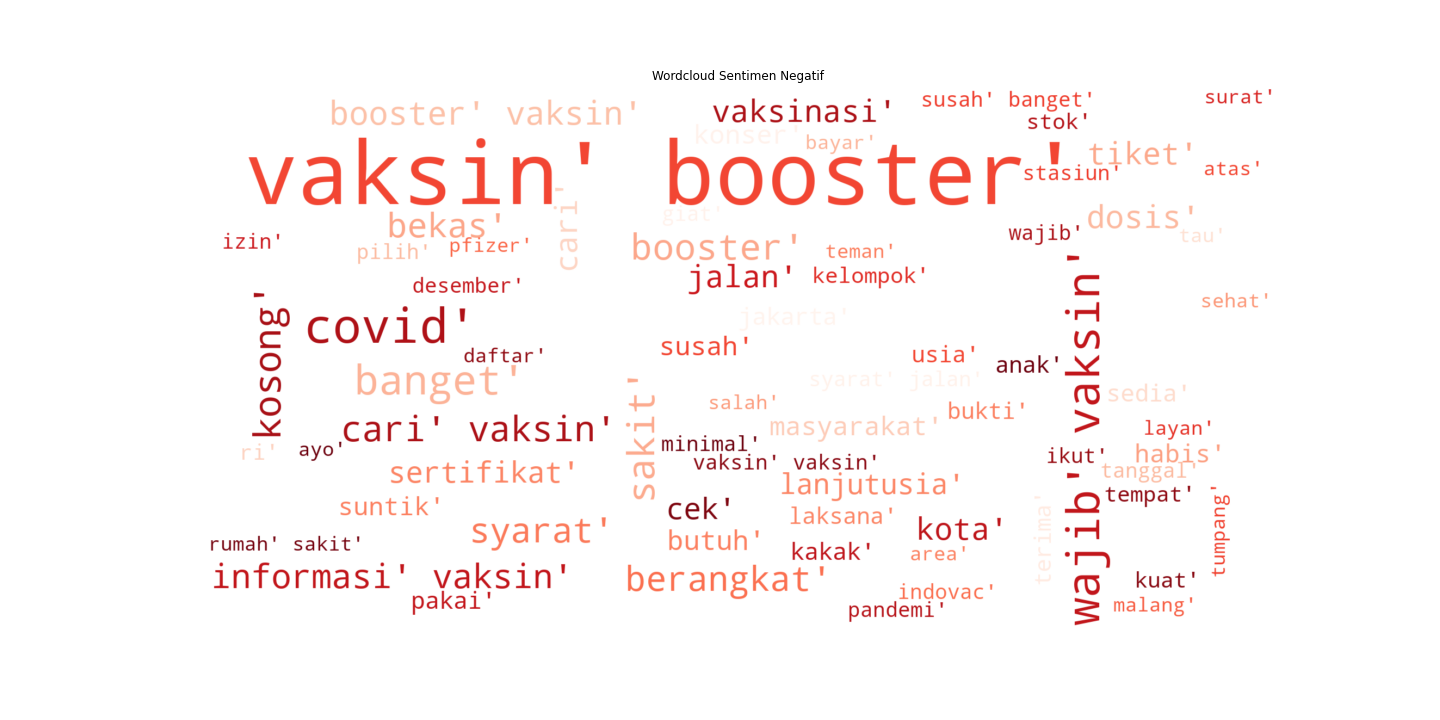 Wordcloud Sentimen Negatif
booster' vaksin'
vaksinasi'
susah' banget'
surat'
stok'
konser'
bayar'
vaksin' booster'
tiket'
stasiun'
atas'
cari'
bekas'
giat'
dosis'
izin'
pilih'
pfizer'
booster'
teman'
wajib'
tau'
desember'
jalan'
kelompok'
wajib' vaksin'
sehat'
kosong'
covid'
jakarta'
daftar'
susah'
usia'
anak'
banget'
syarat' jalan'
sakit'
salah'
bukti'
sedia'
cari' vaksin'
masyarakat'
layan'
ri'
ayo'
minimal'
ikut'
habis'
vaksin' vaksin'
tanggal'
sertifikat'
lanjutusia'
tempat'
suntik'
cek'
laksana'
terima'
tumpang'
syarat'
kota'
rumah' sakit'
butuh'
kakak'
area'
informasi' vaksin'
berangkat'
kuat'
pakai'
indovac'
pandemi'
malang'